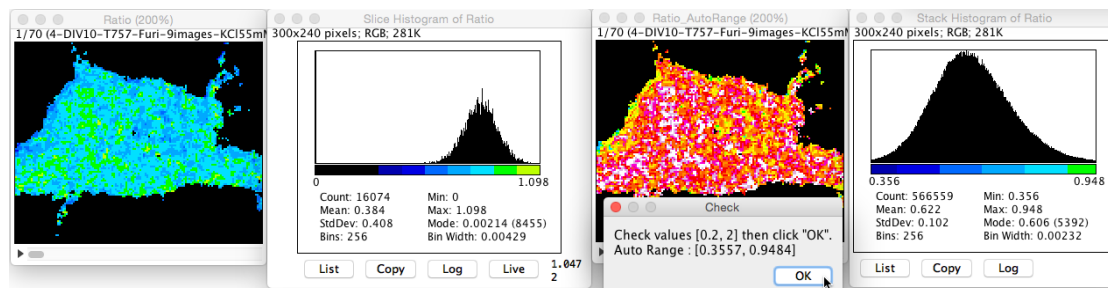 Ratio (200%)
1/70 (4-DIV10-T757-Furi-9images-KCl55mM
Slice Histogram of Ratio
300x240 pixels; RGB; 281K
0
1.098
Count: 16074
Min: 0
Mean: 0.384
Max: 1.098
StdDev: 0.408
Mode: 0.00214 (8455)
Bins: 256
Bin Width: 0.00429
List
Copy
Log
Live
1.047
2
Ratio_AutoRange (200%)
1/70 (4-DIV10-T757-Furi-9images-KCl55mM
Check
Check values [0.2, 2] then click "OK".
Auto Range : [0.3557, 0.9484]
OK
Stack Histogram of Ratio
300x240 pixels; RGB; 281K
0.356
0.948
Count: 566559
Min: 0.356
Mean: 0.622
Max: 0.948
StdDev: 0.102
Mode: 0.606 (5392)
Bins: 256
Bin Width: 0.00232
List
Copy
Log